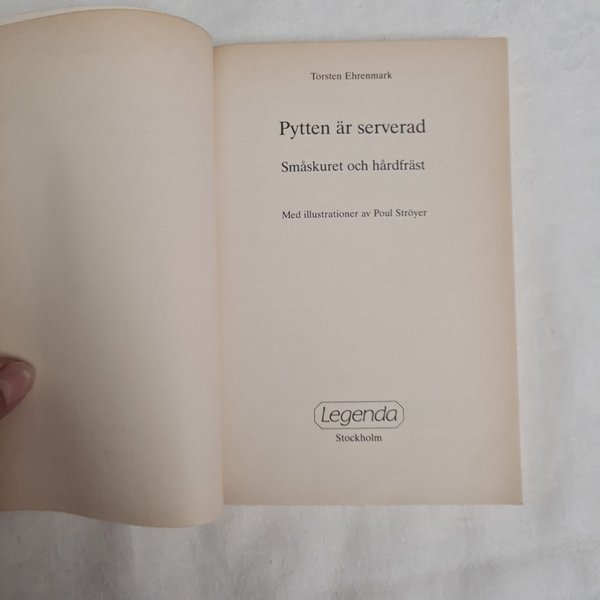 Torsten Ehrenmark
Pytten är serverad
Småskuret och hårdfräst
Med illustrationer av Poul Ströyer
Legenda
Stockholm